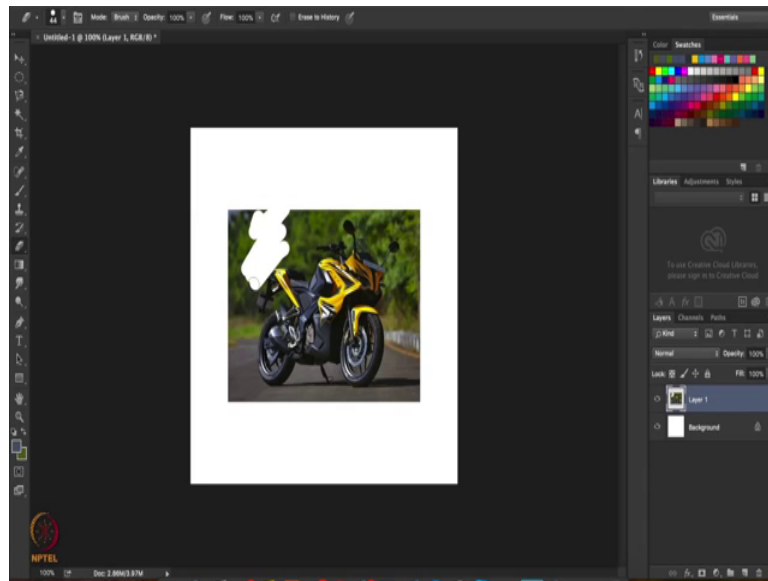 44 Mode: Brush Opacity: 100% Flow: 100% Erase to History Essentials
× Untitled-1 @ 100% (Layer 1, RGB/8) *
Color Swatches
Libraries Adjustments Styles
To use Creative Cloud Libraries,
please sign in to Creative Cloud
Layers Channels Paths
Kind
Normal Opacity: 100%
Lock: Fill: 100%
Layer 1
Background
NPTEL
100% Doc: 2.86M/3.97M